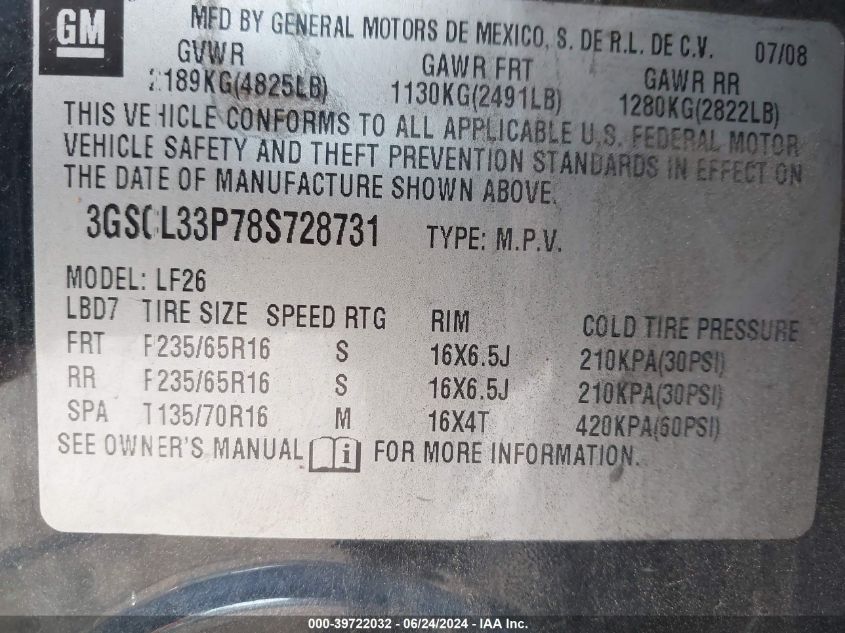 GM
MFD BY GENERAL MOTORS DE MEXICO, S. DE R.L. DE C.V. 07/08
GVWR GAWR FRT GAWR RR
2189KG(4825LB) 1130KG(2491LB) 1280KG(2822LB)
THIS VEHICLE CONFORMS TO ALL APPLICABLE U.S. FEDERAL MOTOR
VEHICLE SAFETY AND THEFT PREVENTION STANDARDS IN EFFECT ON
THE DATE OF MANUFACTURE SHOWN ABOVE.
3GSCL33P78S728731 TYPE: M.P.V.
MODEL: LF26
LBD7 TIRE SIZE SPEED RTG RIM COLD TIRE PRESSURE
FRT P235/65R16 S 16X6.5J 210KPA(30PSI)
RR P235/65R16 S 16X6.5J 210KPA(30PSI)
SPA T135/70R16 M 16X4T 420KPA(60PSI)
SEE OWNER'S MANUAL i FOR MORE INFORMATION.
000-39722032 - 06/24/2024 - IAA Inc.